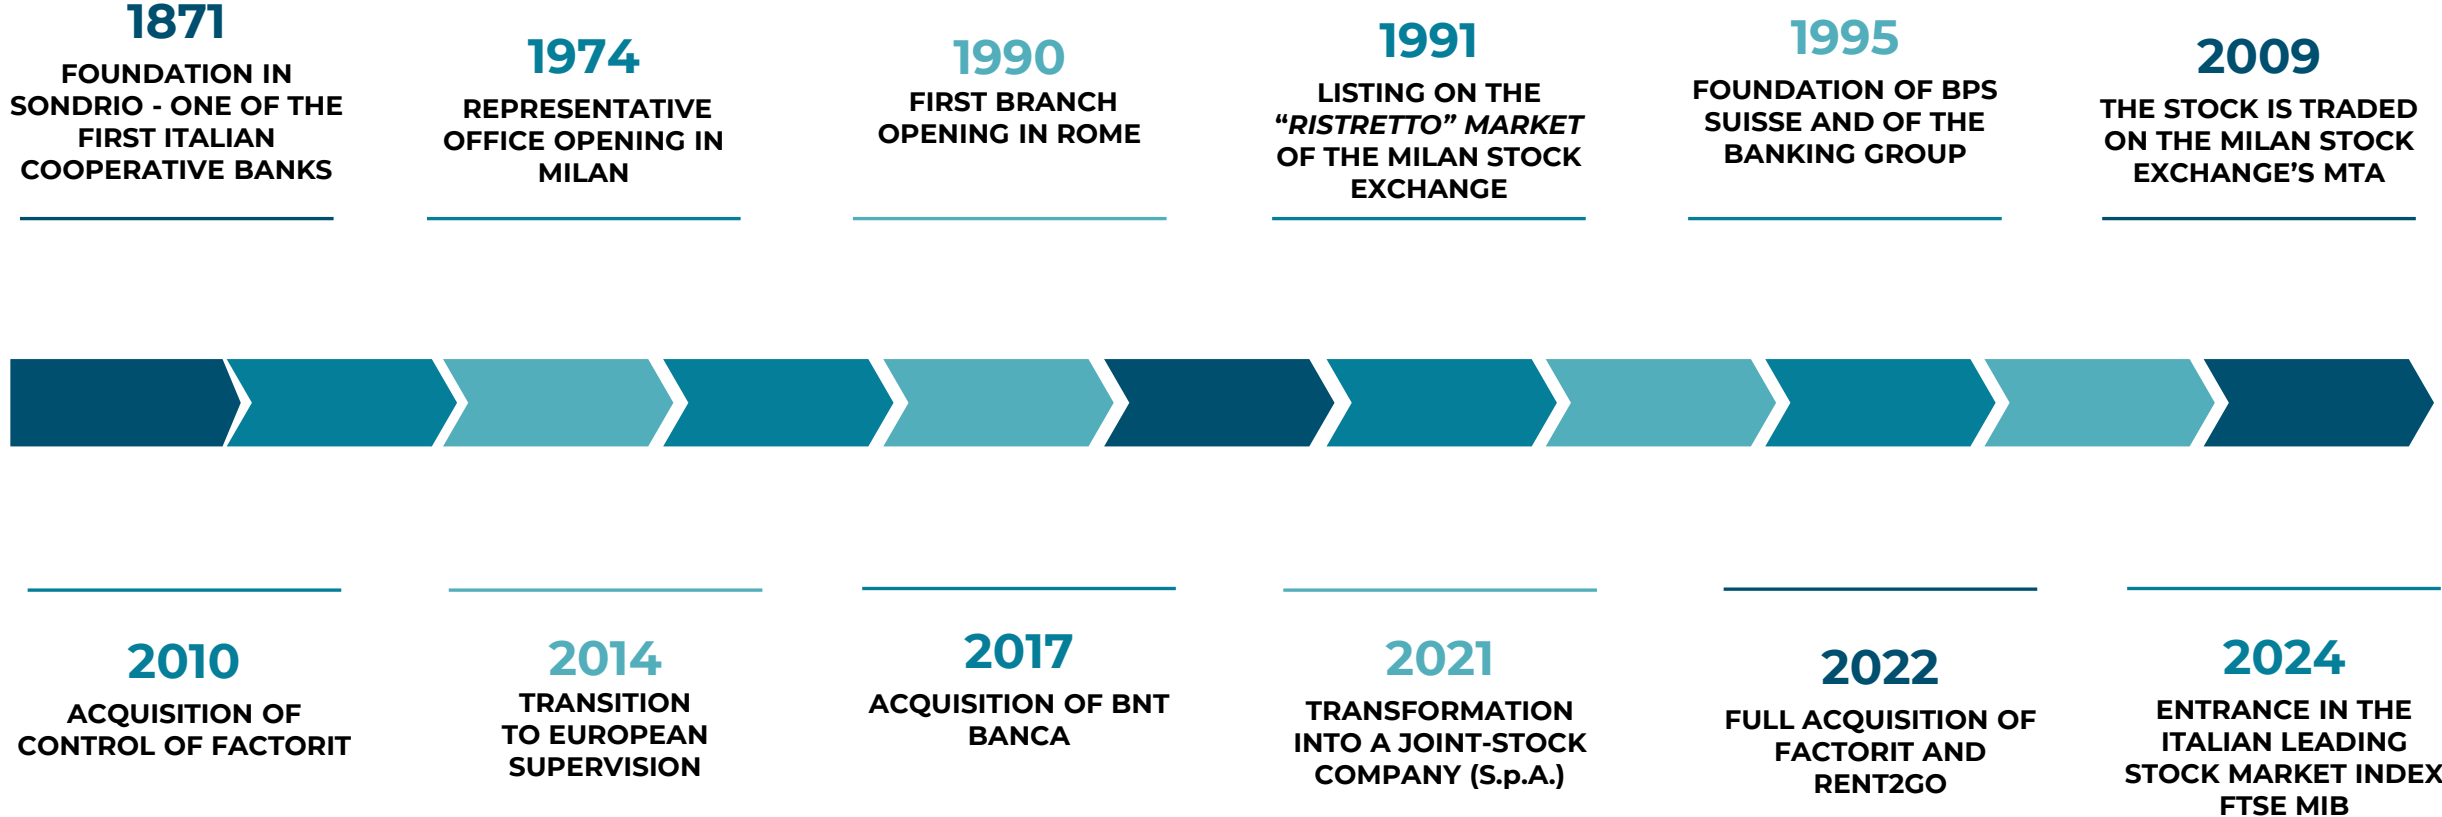 1871
FOUNDATION IN
SONDRIO - ONE OF THE
FIRST ITALIAN
COOPERATIVE BANKS
1974
REPRESENTATIVE
OFFICE OPENING IN
MILAN
1990
FIRST BRANCH
OPENING IN ROME
1991
LISTING ON THE
“RISTRETTO” MARKET
OF THE MILAN STOCK
EXCHANGE
1995
FOUNDATION OF BPS
SUISSE AND OF THE
BANKING GROUP
2009
THE STOCK IS TRADED
ON THE MILAN STOCK
EXCHANGE’S MTA
2010
ACQUISITION OF
CONTROL OF FACTORIT
2014
TRANSITION
TO EUROPEAN
SUPERVISION
2017
ACQUISITION OF BNT
BANCA
2021
TRANSFORMATION
INTO A JOINT-STOCK
COMPANY (S.p.A.)
2022
FULL ACQUISITION OF
FACTORIT AND
RENT2GO
2024
ENTRANCE IN THE
ITALIAN LEADING
STOCK MARKET INDEX
FTSE MIB